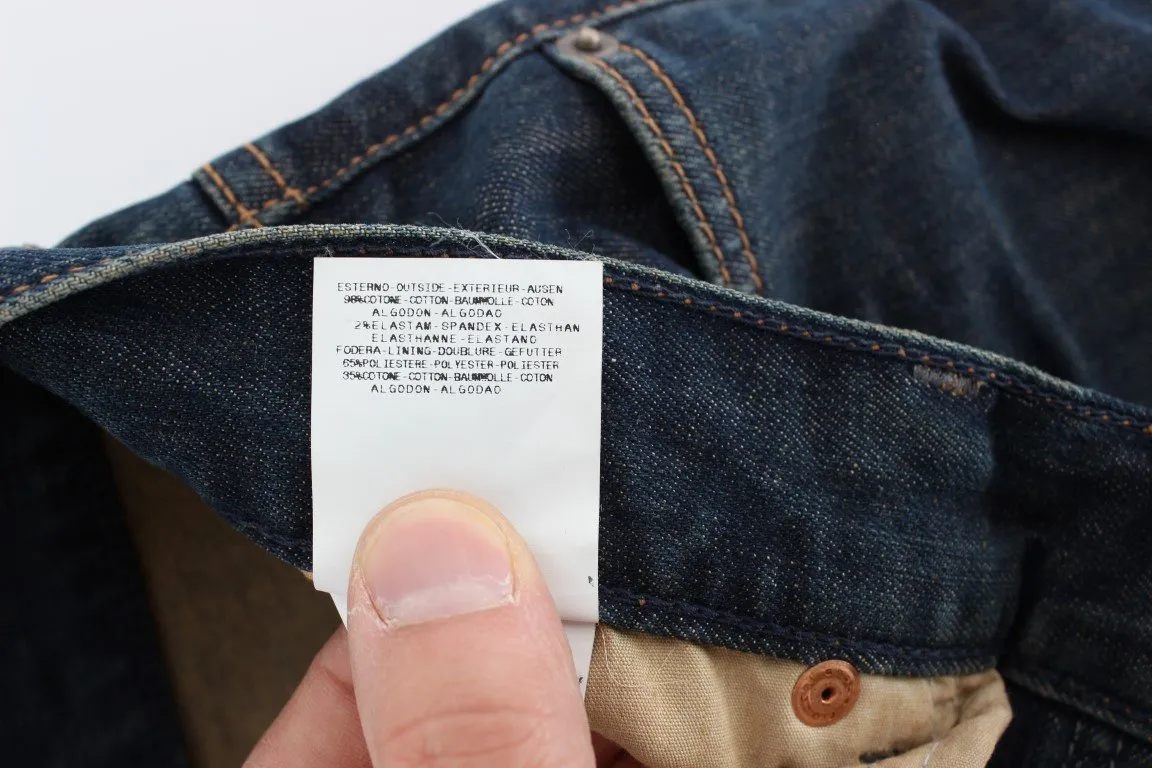 ESTERNO-OUTSIDE-EXTERIEUR-AUSEN
98%COTONE-COTTON-BAUMWOLLE-COTON
ALGODON-ALGODAO
2%ELASTAM-SPANDEX-ELASTHAN
ELASTHANNE-ELASTANO
FODERA-LINING-DOUBLURE-GEFUTTER
65%POLIESTERE-POLYESTER-POLIESTER
35%COTONE-COTTON-BAUMWOLLE-COTON
ALGODON-ALGODAO